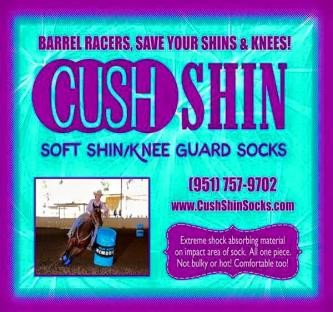 BARREL RACERS, SAVE YOUR SHINS & KNEES!
CUSH SHIN
SOFT SHIN/KNEE GUARD SOCKS
(951) 757-9702
www.CushShinSocks.com
Extreme shock absorbing material
on impact area of sock. All one piece.
Not bulky or hot! Comfortable too!